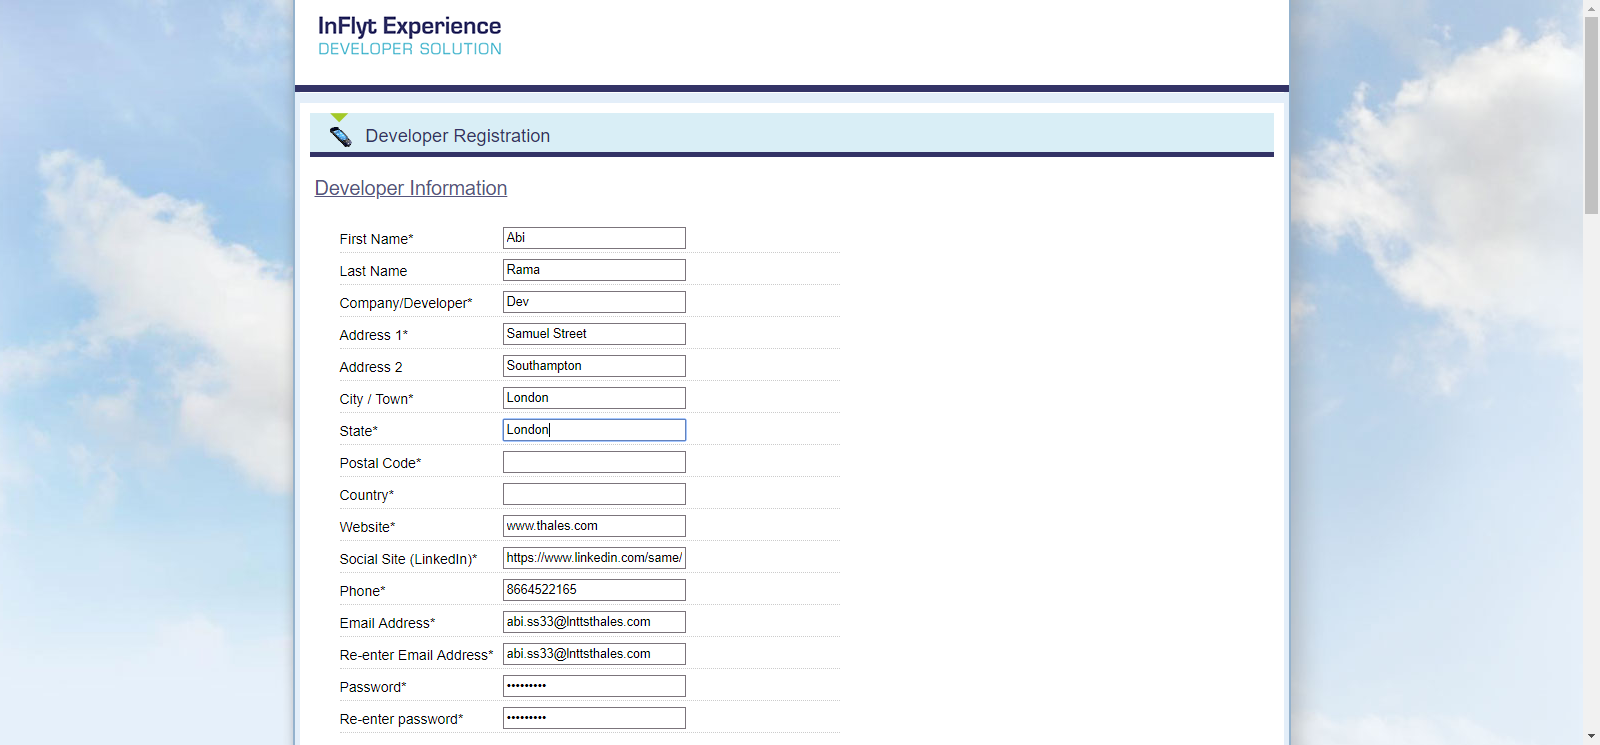 InFlyt Experience
DEVELOPER SOLUTION
Developer Registration
Developer Information
First Name* Abi
Last Name Rama
Company/Developer* Dev
Address 1* Samuel Street
Address 2 Southampton
City / Town* London
State* London
Postal Code*
Country*
Website* www.thales.com
Social Site (LinkedIn)* https://www.linkedin.com/same/
Phone* 8664522165
Email Address* abi.ss33@lnttsthales.com
Re-enter Email Address* abi.ss33@lnttsthales.com
Password* •••••••••
Re-enter password* •••••••••